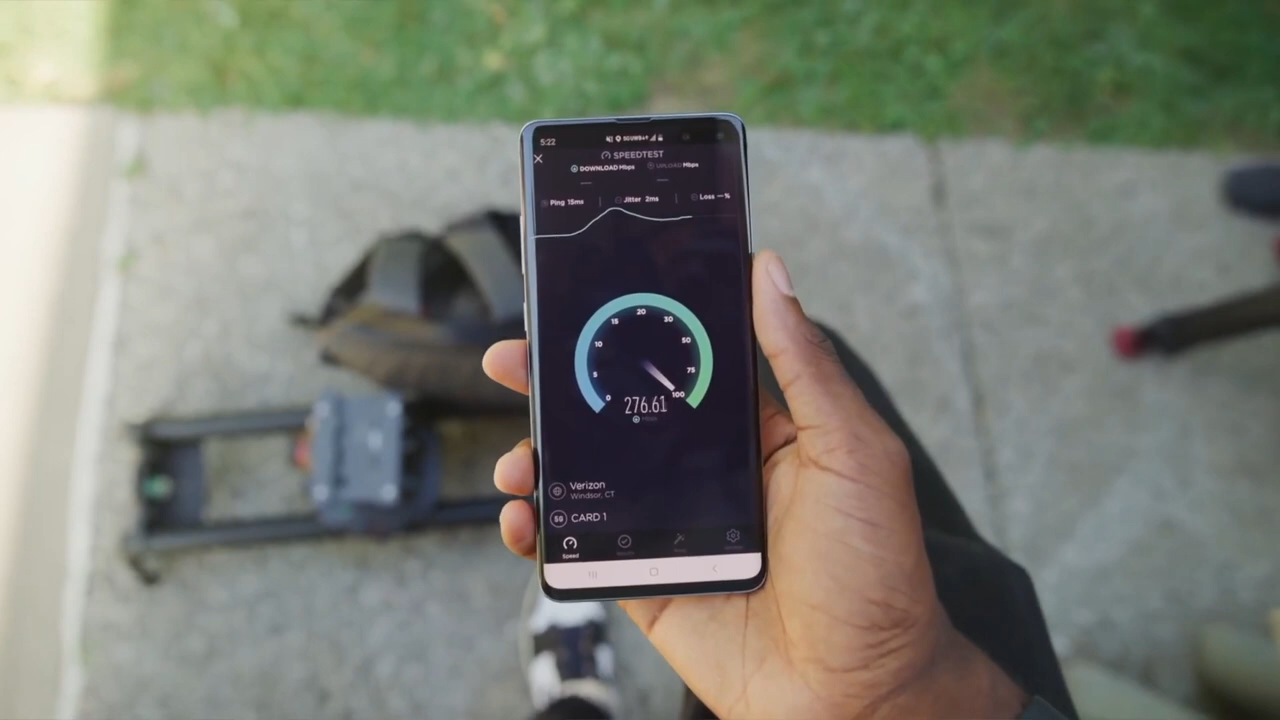 5:22
SPEEDTEST
DOWNLOAD Mbps UPLOAD Mbps
Ping 15ms Jitter 2ms Loss —%
20
15 30
10 50
5 75
0 100
276.61
Verizon
Windsor, CT
5G CARD 1
Speed